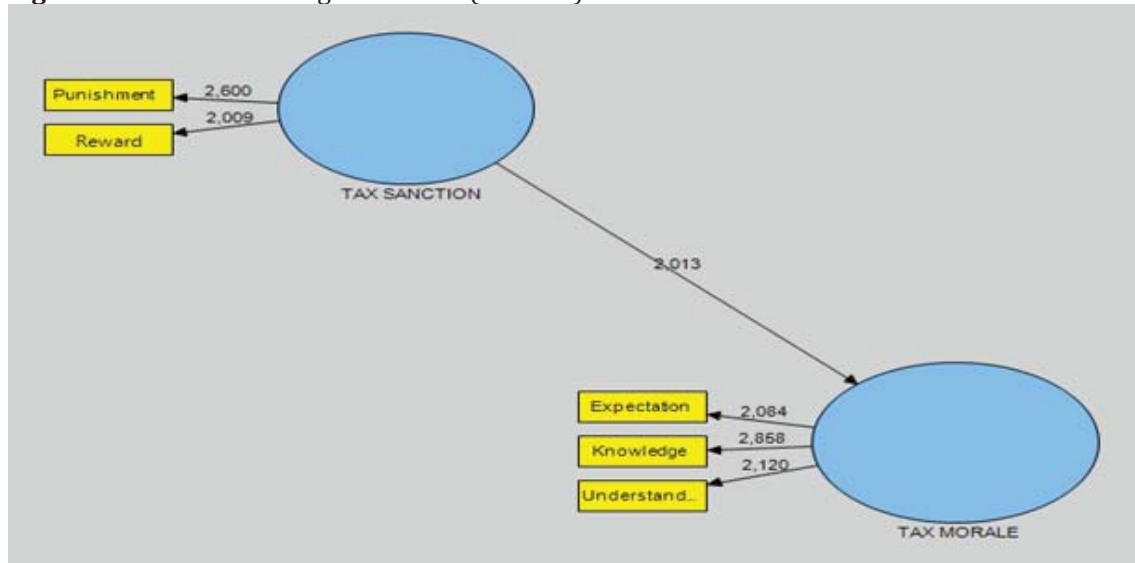 Punishment
2,600
2,009
Reward
TAX SANCTION
2,013
Expectation
2,084
Knowledge
2,858
2,120
Understand...
TAX MORALE